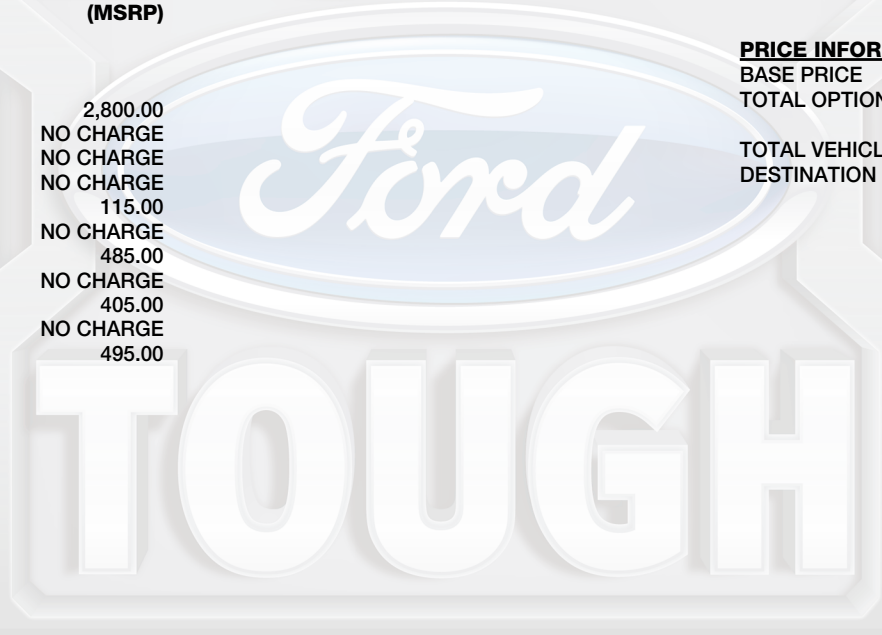 (MSRP)
2,800.00
NO CHARGE
NO CHARGE
NO CHARGE
115.00
NO CHARGE
485.00
NO CHARGE
405.00
NO CHARGE
495.00
PRICE INFOR
BASE PRICE
TOTAL OPTION
TOTAL VEHICL
DESTINATION
Ford
TOUGH